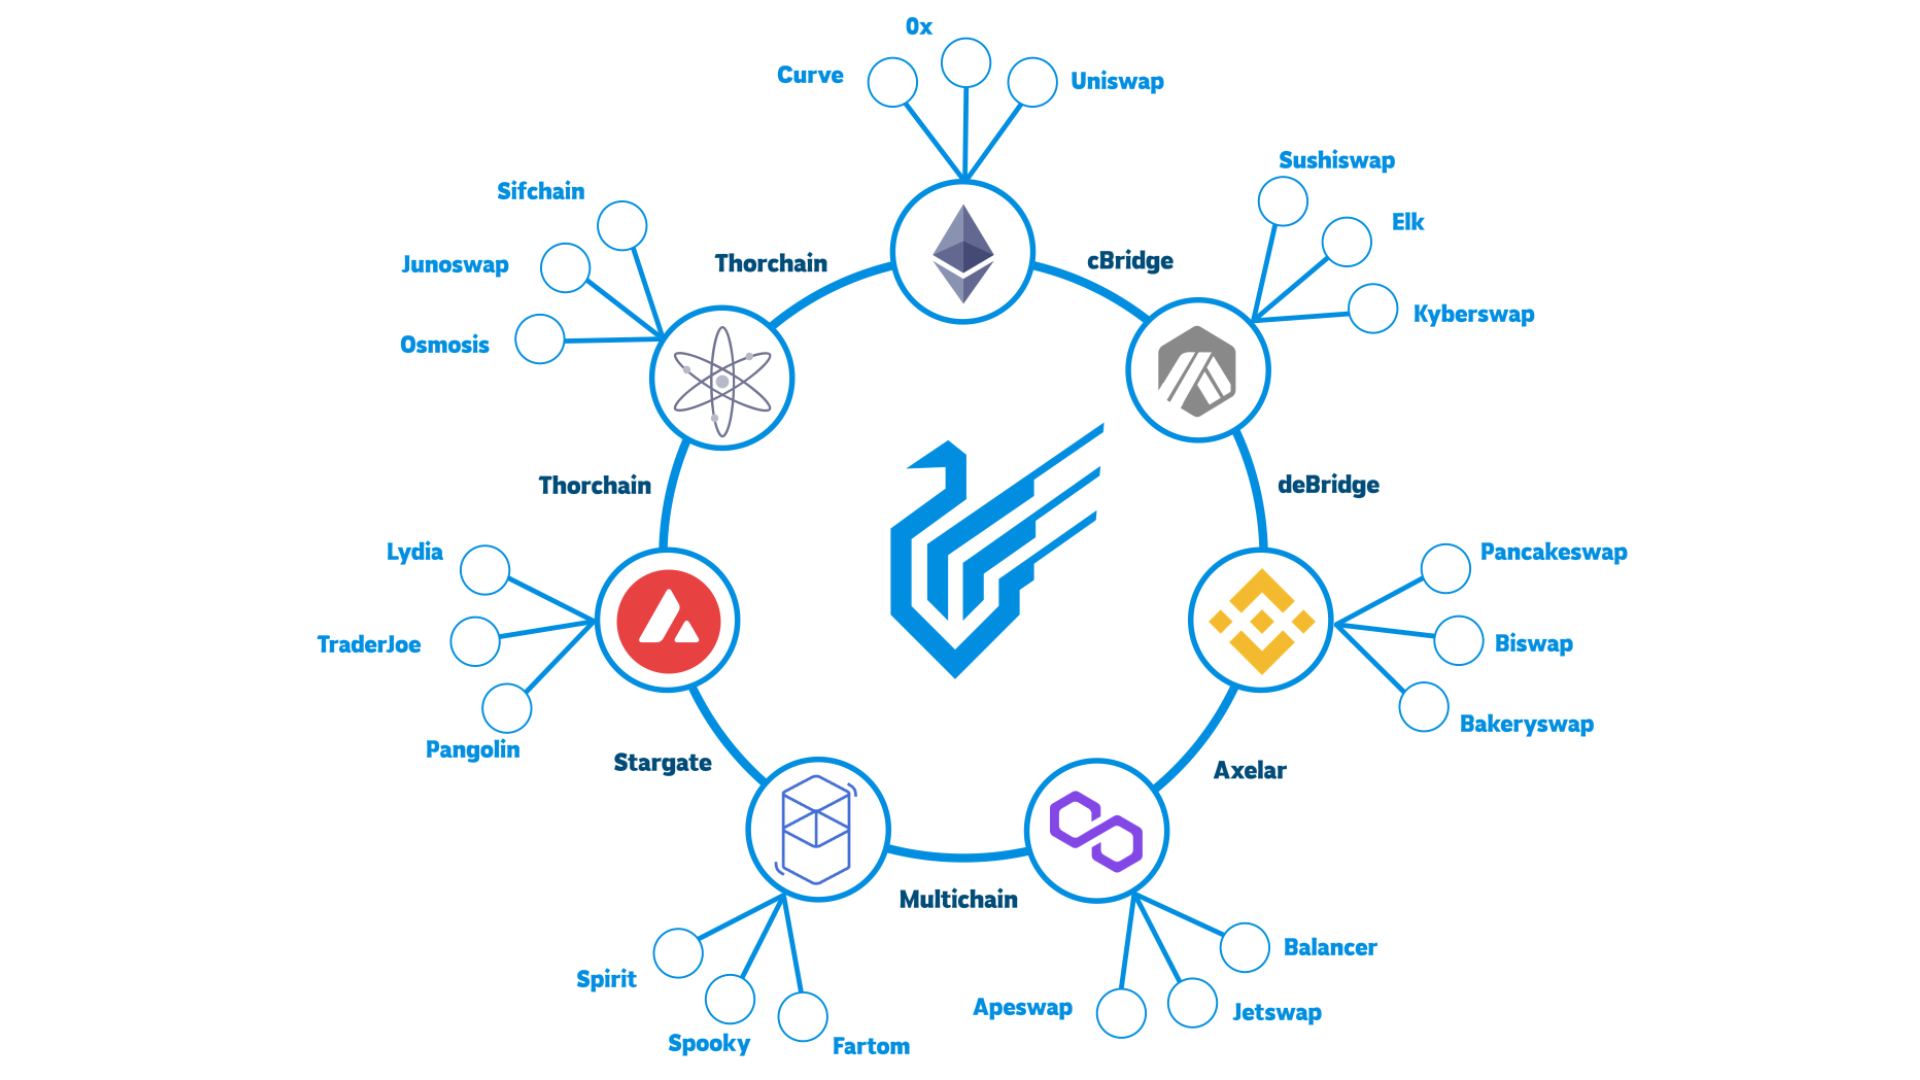 0x
Curve
Uniswap
Sushiswap
Sifchain
Elk
Thorchain
cBridge
Junoswap
Kyberswap
Osmosis
Thorchain
deBridge
Lydia
Pancakeswap
TraderJoe
Biswap
Bakeryswap
Pangolin
Stargate
Axelar
Multichain
Balancer
Spirit
Apeswap
Jetswap
Spooky
Fartom